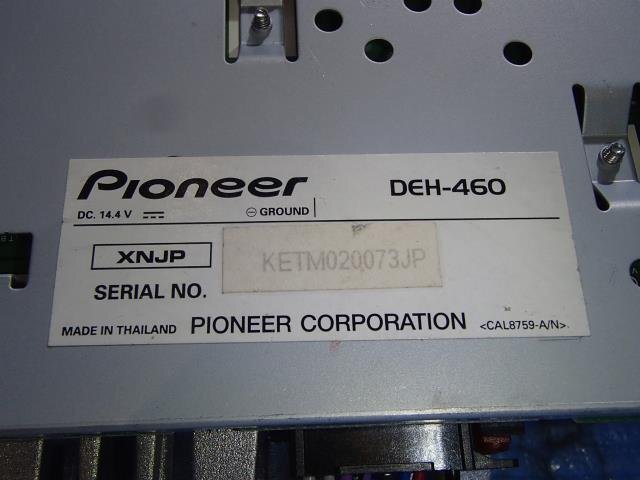 Pioneer DEH-460
DC. 14.4 V ⎓ ⊖ GROUND
XNJP
SERIAL NO. KETM020073JP
MADE IN THAILAND PIONEER CORPORATION <CAL8759-A/N>